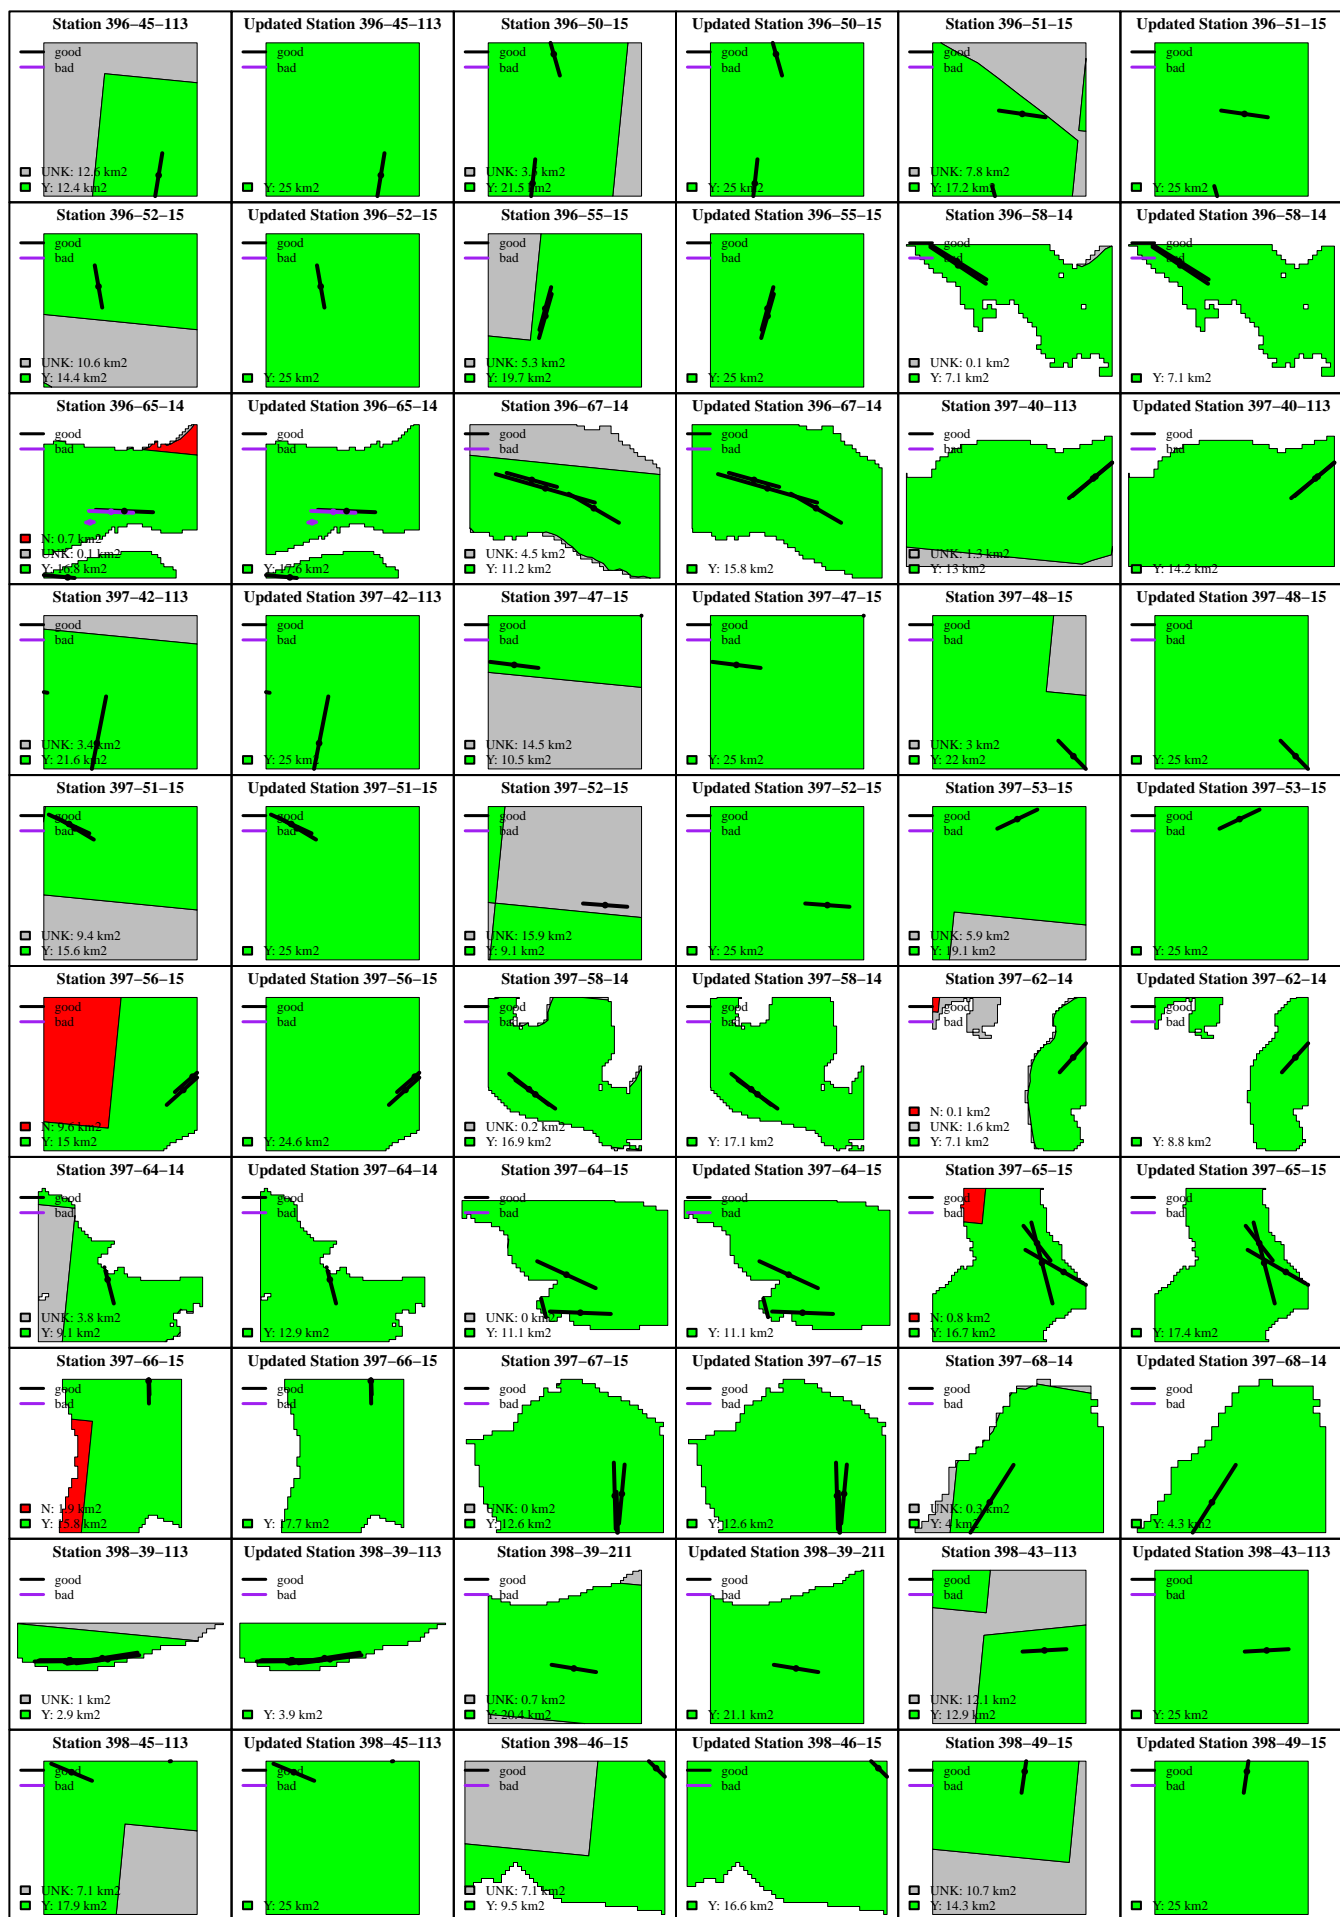 Station 396−45−113
good
bad
UNK: 12.6 km2
Y: 12.4 km2
Updated Station 396−45−113
good
bad
Y: 25 km2
Station 396−50−15
good
bad
UNK: 3.5 km2
Y: 21.5 km2
Updated Station 396−50−15
good
bad
Y: 25 km2
Station 396−51−15
good
bad
UNK: 7.8 km2
Y: 17.2 km2
Updated Station 396−51−15
good
bad
Y: 25 km2
Station 396−52−15
good
bad
UNK: 10.6 km2
Y: 14.4 km2
Updated Station 396−52−15
good
bad
Y: 25 km2
Station 396−55−15
good
bad
UNK: 5.3 km2
Y: 19.7 km2
Updated Station 396−55−15
good
bad
Y: 25 km2
Station 396−58−14
good
bad
UNK: 0.1 km2
Y: 7.1 km2
Updated Station 396−58−14
good
bad
Y: 7.1 km2
Station 396−65−14
good
bad
N: 0.7 km2
UNK: 0.1 km2
Y: 16.8 km2
Updated Station 396−65−14
good
bad
Y: 17.6 km2
Station 396−67−14
good
bad
UNK: 4.5 km2
Y: 11.2 km2
Updated Station 396−67−14
good
bad
Y: 15.8 km2
Station 397−40−113
good
bad
UNK: 1.3 km2
Y: 13 km2
Updated Station 397−40−113
good
bad
Y: 14.2 km2
Station 397−42−113
good
bad
UNK: 3.4 km2
Y: 21.6 km2
Updated Station 397−42−113
good
bad
Y: 25 km2
Station 397−47−15
good
bad
UNK: 14.5 km2
Y: 10.5 km2
Updated Station 397−47−15
good
bad
Y: 25 km2
Station 397−48−15
good
bad
UNK: 3 km2
Y: 22 km2
Updated Station 397−48−15
good
bad
Y: 25 km2
Station 397−51−15
good
bad
UNK: 9.4 km2
Y: 15.6 km2
Updated Station 397−51−15
good
bad
Y: 25 km2
Station 397−52−15
good
bad
UNK: 15.9 km2
Y: 9.1 km2
Updated Station 397−52−15
good
bad
Y: 25 km2
Station 397−53−15
good
bad
UNK: 5.9 km2
Y: 19.1 km2
Updated Station 397−53−15
good
bad
Y: 25 km2
Station 397−56−15
good
bad
N: 9.6 km2
Y: 15 km2
Updated Station 397−56−15
good
bad
Y: 24.6 km2
Station 397−58−14
good
bad
UNK: 0.2 km2
Y: 16.9 km2
Updated Station 397−58−14
good
bad
Y: 17.1 km2
Station 397−62−14
good
bad
N: 0.1 km2
UNK: 1.6 km2
Y: 7.1 km2
Updated Station 397−62−14
good
bad
Y: 8.8 km2
Station 397−64−14
good
bad
UNK: 3.8 km2
Y: 9.1 km2
Updated Station 397−64−14
good
bad
Y: 12.9 km2
Station 397−64−15
good
bad
UNK: 0 km2
Y: 11.1 km2
Updated Station 397−64−15
good
bad
Y: 11.1 km2
Station 397−65−15
good
bad
N: 0.8 km2
Y: 16.7 km2
Updated Station 397−65−15
good
bad
Y: 17.4 km2
Station 397−66−15
good
bad
N: 1.9 km2
Y: 15.8 km2
Updated Station 397−66−15
good
bad
Y: 17.7 km2
Station 397−67−15
good
bad
UNK: 0 km2
Y: 12.6 km2
Updated Station 397−67−15
good
bad
Y: 12.6 km2
Station 397−68−14
good
bad
UNK: 0.3 km2
Y: 4 km2
Updated Station 397−68−14
good
bad
Y: 4.3 km2
Station 398−39−113
good
bad
UNK: 1 km2
Y: 2.9 km2
Updated Station 398−39−113
good
bad
Y: 3.9 km2
Station 398−39−211
good
bad
UNK: 0.7 km2
Y: 20.4 km2
Updated Station 398−39−211
good
bad
Y: 21.1 km2
Station 398−43−113
good
bad
UNK: 12.1 km2
Y: 12.9 km2
Updated Station 398−43−113
good
bad
Y: 25 km2
Station 398−45−113
good
bad
UNK: 7.1 km2
Y: 17.9 km2
Updated Station 398−45−113
good
bad
Y: 25 km2
Station 398−46−15
good
bad
UNK: 7.1 km2
Y: 9.5 km2
Updated Station 398−46−15
good
bad
Y: 16.6 km2
Station 398−49−15
good
bad
UNK: 10.7 km2
Y: 14.3 km2
Updated Station 398−49−15
good
bad
Y: 25 km2